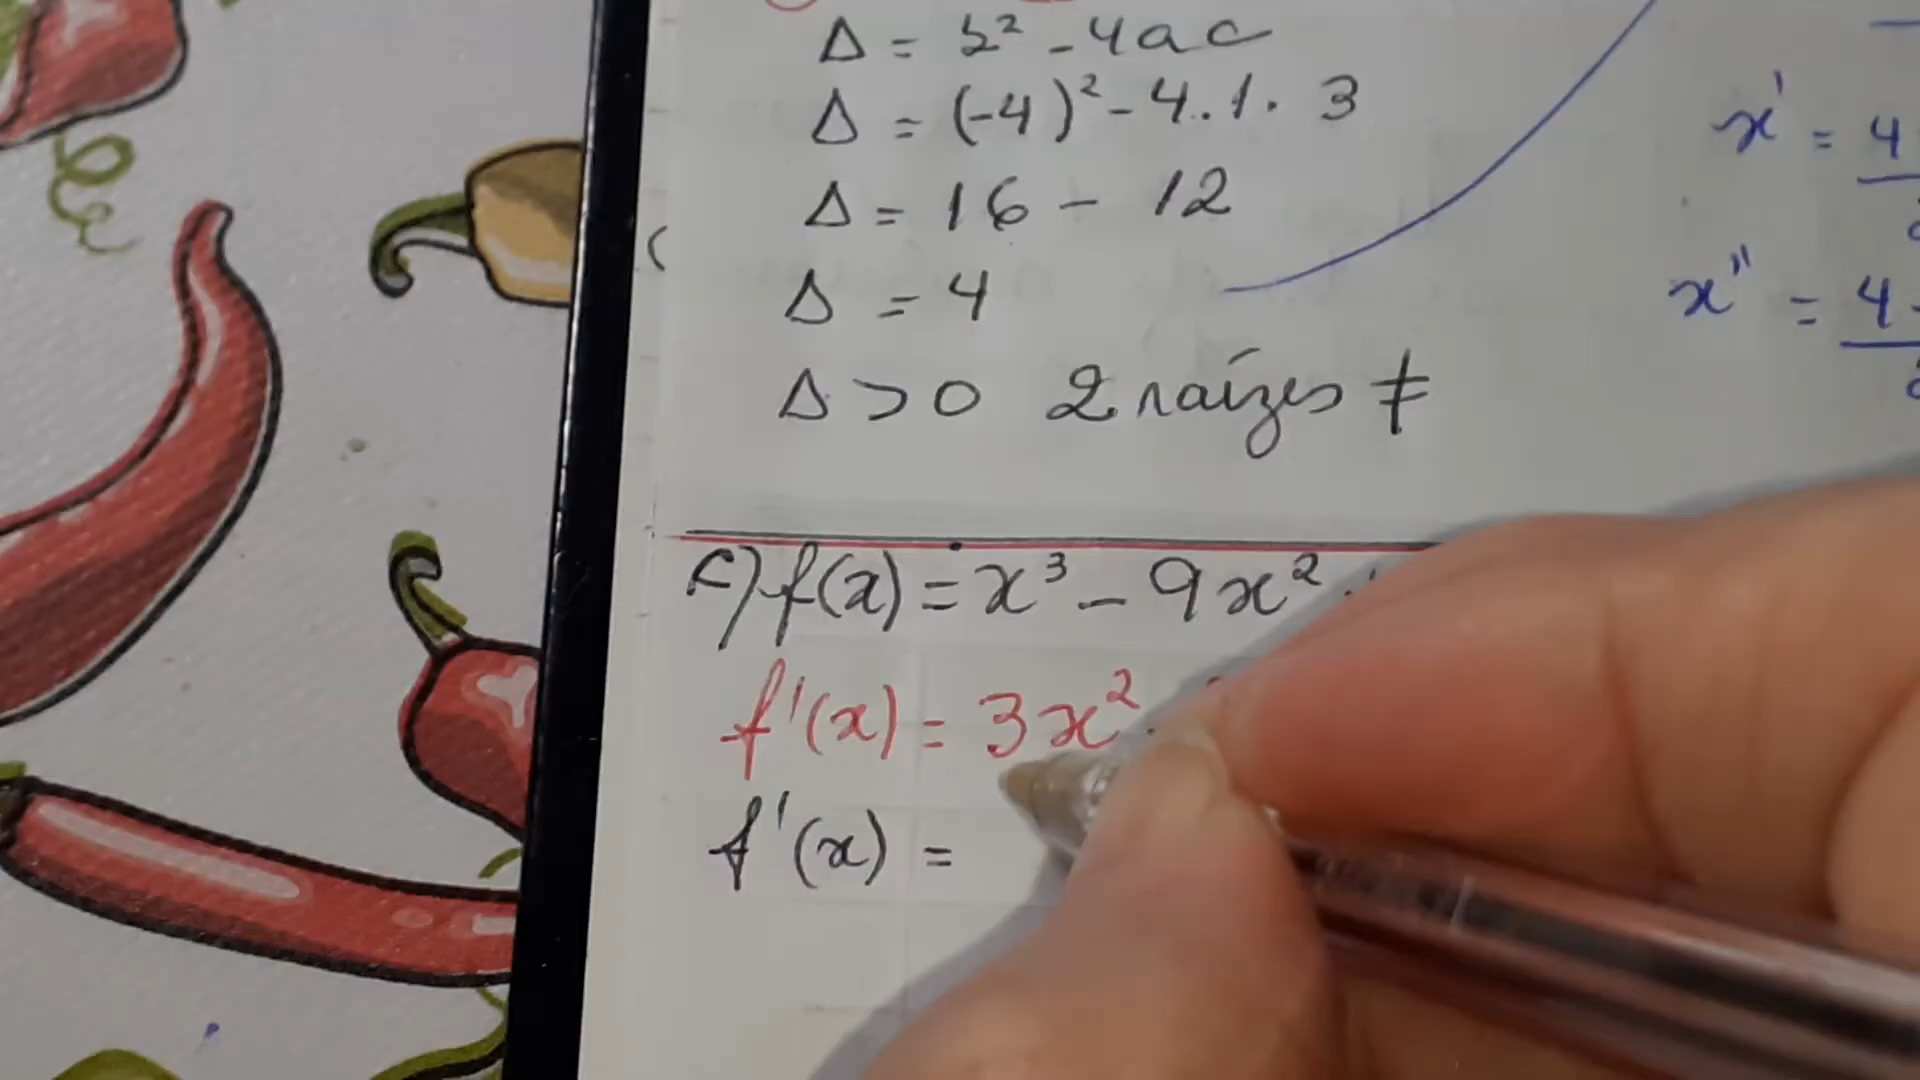 Δ = b² - 4ac
Δ = (-4)² - 4.1.3
Δ = 16 - 12
Δ = 4
Δ > 0 2 raízes ≠
x' = 4
x" = 4
c) f(x) = x³ - 9x²
f'(x) = 3x²
f'(x) =